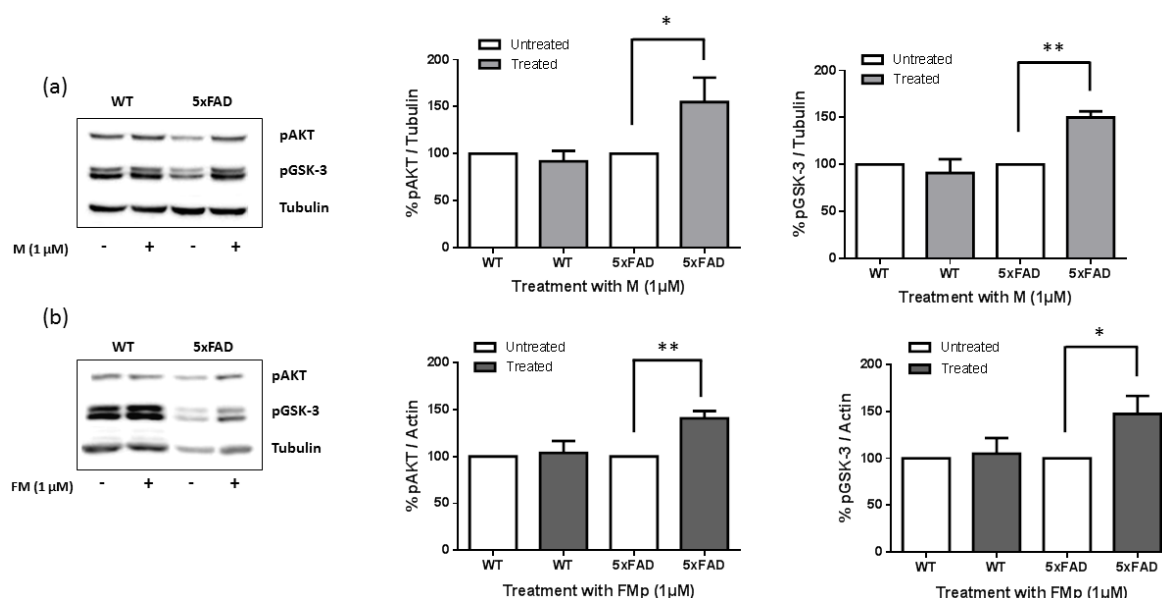 (a)
WT 5xFAD
pAKT
pGSK-3
Tubulin
M (1 μM) - + - +
*
Untreated
Treated
% pAKT / Tubulin
200
150
100
50
0
WT WT 5xFAD 5xFAD
Treatment with M (1μM)
**
Untreated
Treated
% pGSK-3 / Tubulin
200
150
100
50
0
WT WT 5xFAD 5xFAD
Treatment with M (1μM)
(b)
WT 5xFAD
pAKT
pGSK-3
Tubulin
FM (1 μM) - + - +
**
Untreated
Treated
% pAKT / Actin
200
150
100
50
0
WT WT 5xFAD 5xFAD
Treatment with FMp (1μM)
*
Untreated
Treated
% pGSK-3 / Actin
200
150
100
50
0
WT WT 5xFAD 5xFAD
Treatment with FMp (1μM)